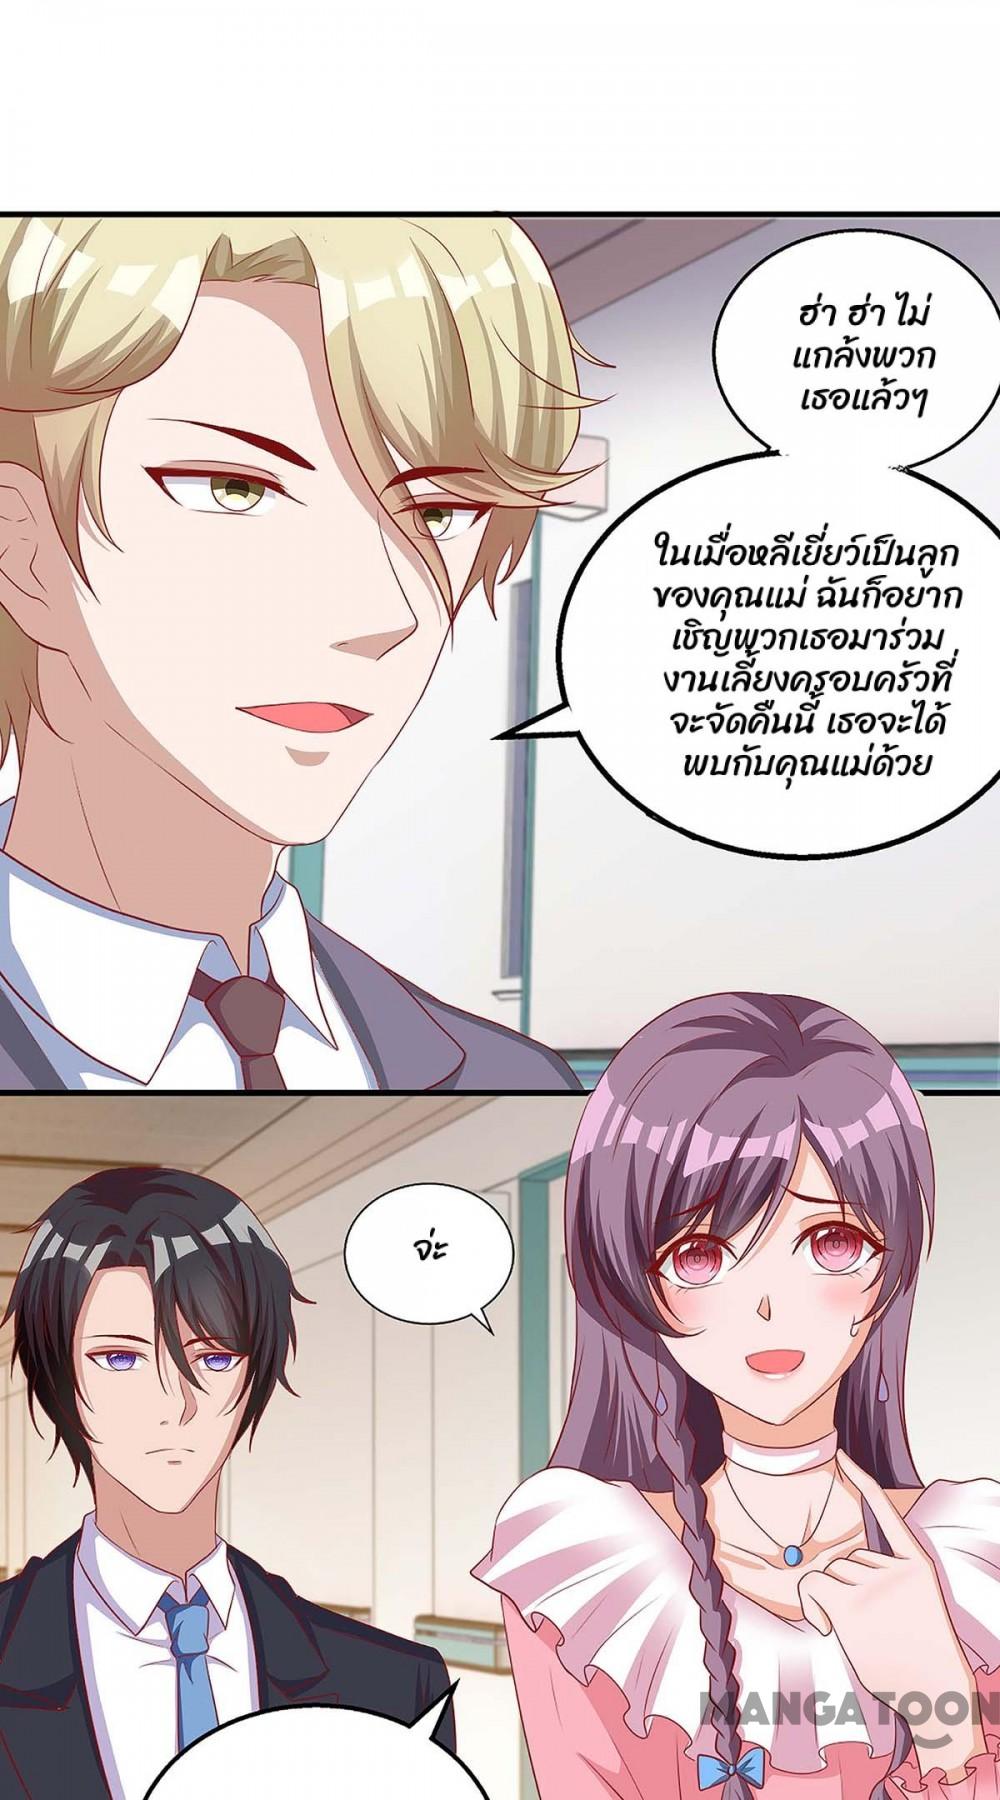 ฮ่า ฮ่า ไม่
แกล้งพวก
เธอแล้วๆ
ในเมื่อหลีเยี่ยว์เป็นลูก
ของคุณแม่ ฉันก็อยาก
เชิญพวกเธอมาร่วม
งานเลี้ยงครอบครัวที่
จะจัดคืนนี้ เธอจะได้
พบกับคุณแม่ด้วย
จ่ะ
MANGATOON